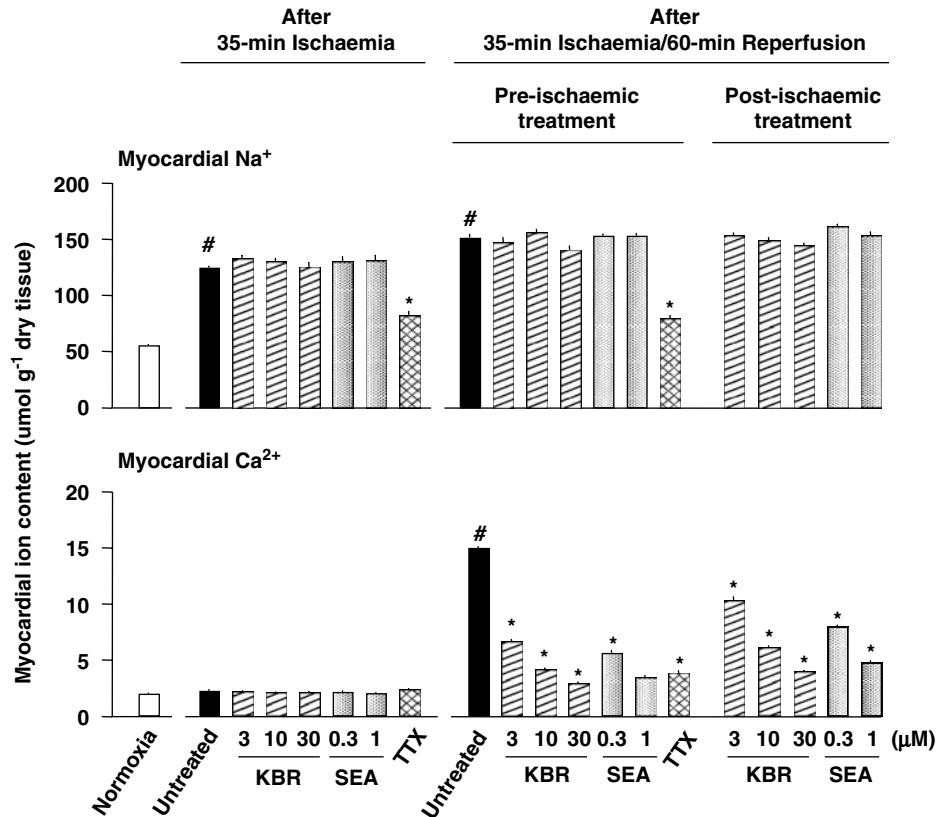 After
35-min Ischaemia
After
35-min Ischaemia/60-min Reperfusion
Pre-ischaemic
treatment
Post-ischaemic
treatment
Myocardial Na⁺
200
150
100
50
0
#
*
#
*
Myocardial ion content (umol g⁻¹ dry tissue)
Myocardial Ca²⁺
20
15
10
5
0
#
* * * * *
* * * * *
Normoxia
Untreated
3 10 30 0.3 1
TTX
KBR SEA
Untreated
3 10 30 0.3 1
TTX
KBR SEA
3 10 30 0.3 1 (μM)
KBR SEA